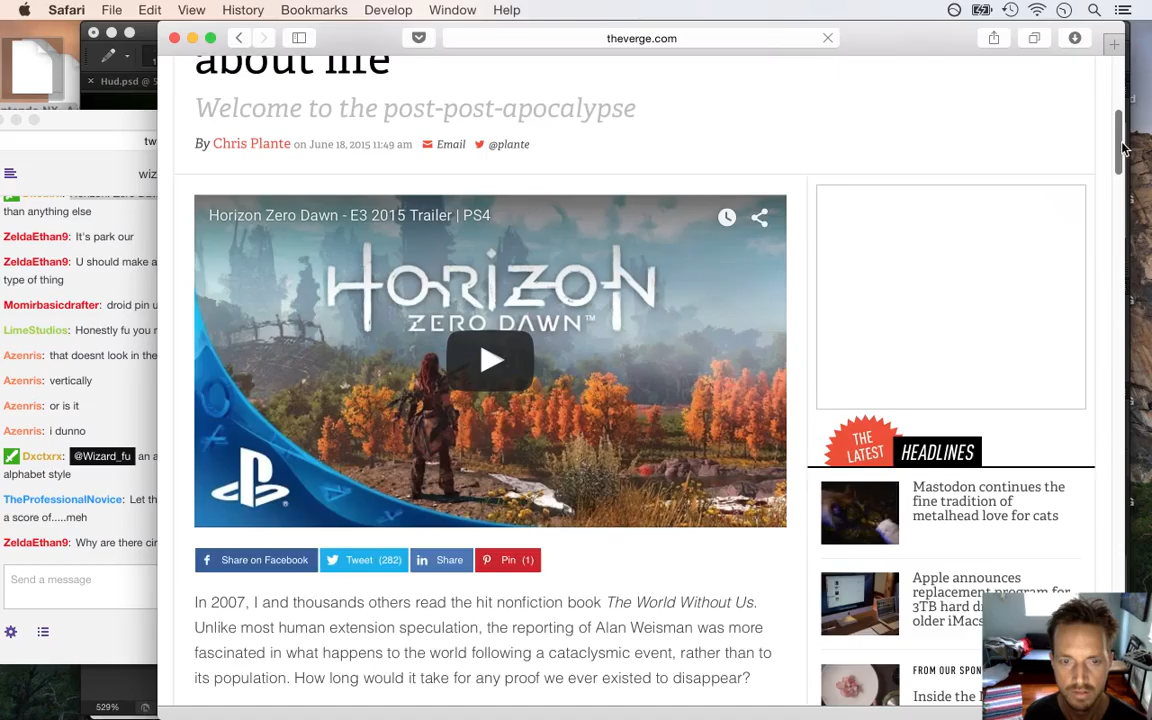 Safari File Edit View History Bookmarks Develop Window Help
theverge.com
Hud.psd @ 5
about life
Welcome to the post-post-apocalypse
By Chris Plante on June 18, 2015 11:49 am Email @plante
tw
wiz
than anything else
ZeldaEthan9: It's park our
ZeldaEthan9: U should make a
type of thing
Momirbasicdrafter: droid pin u
LimeStudios: Honestly fu you r
Azenris: that doesnt look in the
Azenris: vertically
Azenris: or is it
Azenris: i dunno
Dxctxrx: @Wizard_fu an a
alphabet style
TheProfessionalNovice: Let th
a score of.....meh
ZeldaEthan9: Why are there cir
Send a message
529%
Horizon Zero Dawn - E3 2015 Trailer | PS4
HORIZON
ZERO DAWN™
Share on Facebook Tweet (282) Share Pin (1)
In 2007, I and thousands others read the hit nonfiction book The World Without Us.
Unlike most human extension speculation, the reporting of Alan Weisman was more
fascinated in what happens to the world following a cataclysmic event, rather than to
its population. How long would it take for any proof we ever existed to disappear?
THE LATEST HEADLINES
Mastodon continues the
fine tradition of
metalhead love for cats
Apple announces
replacement program for
3TB hard d
older iMacs
FROM OUR SPON
Inside the